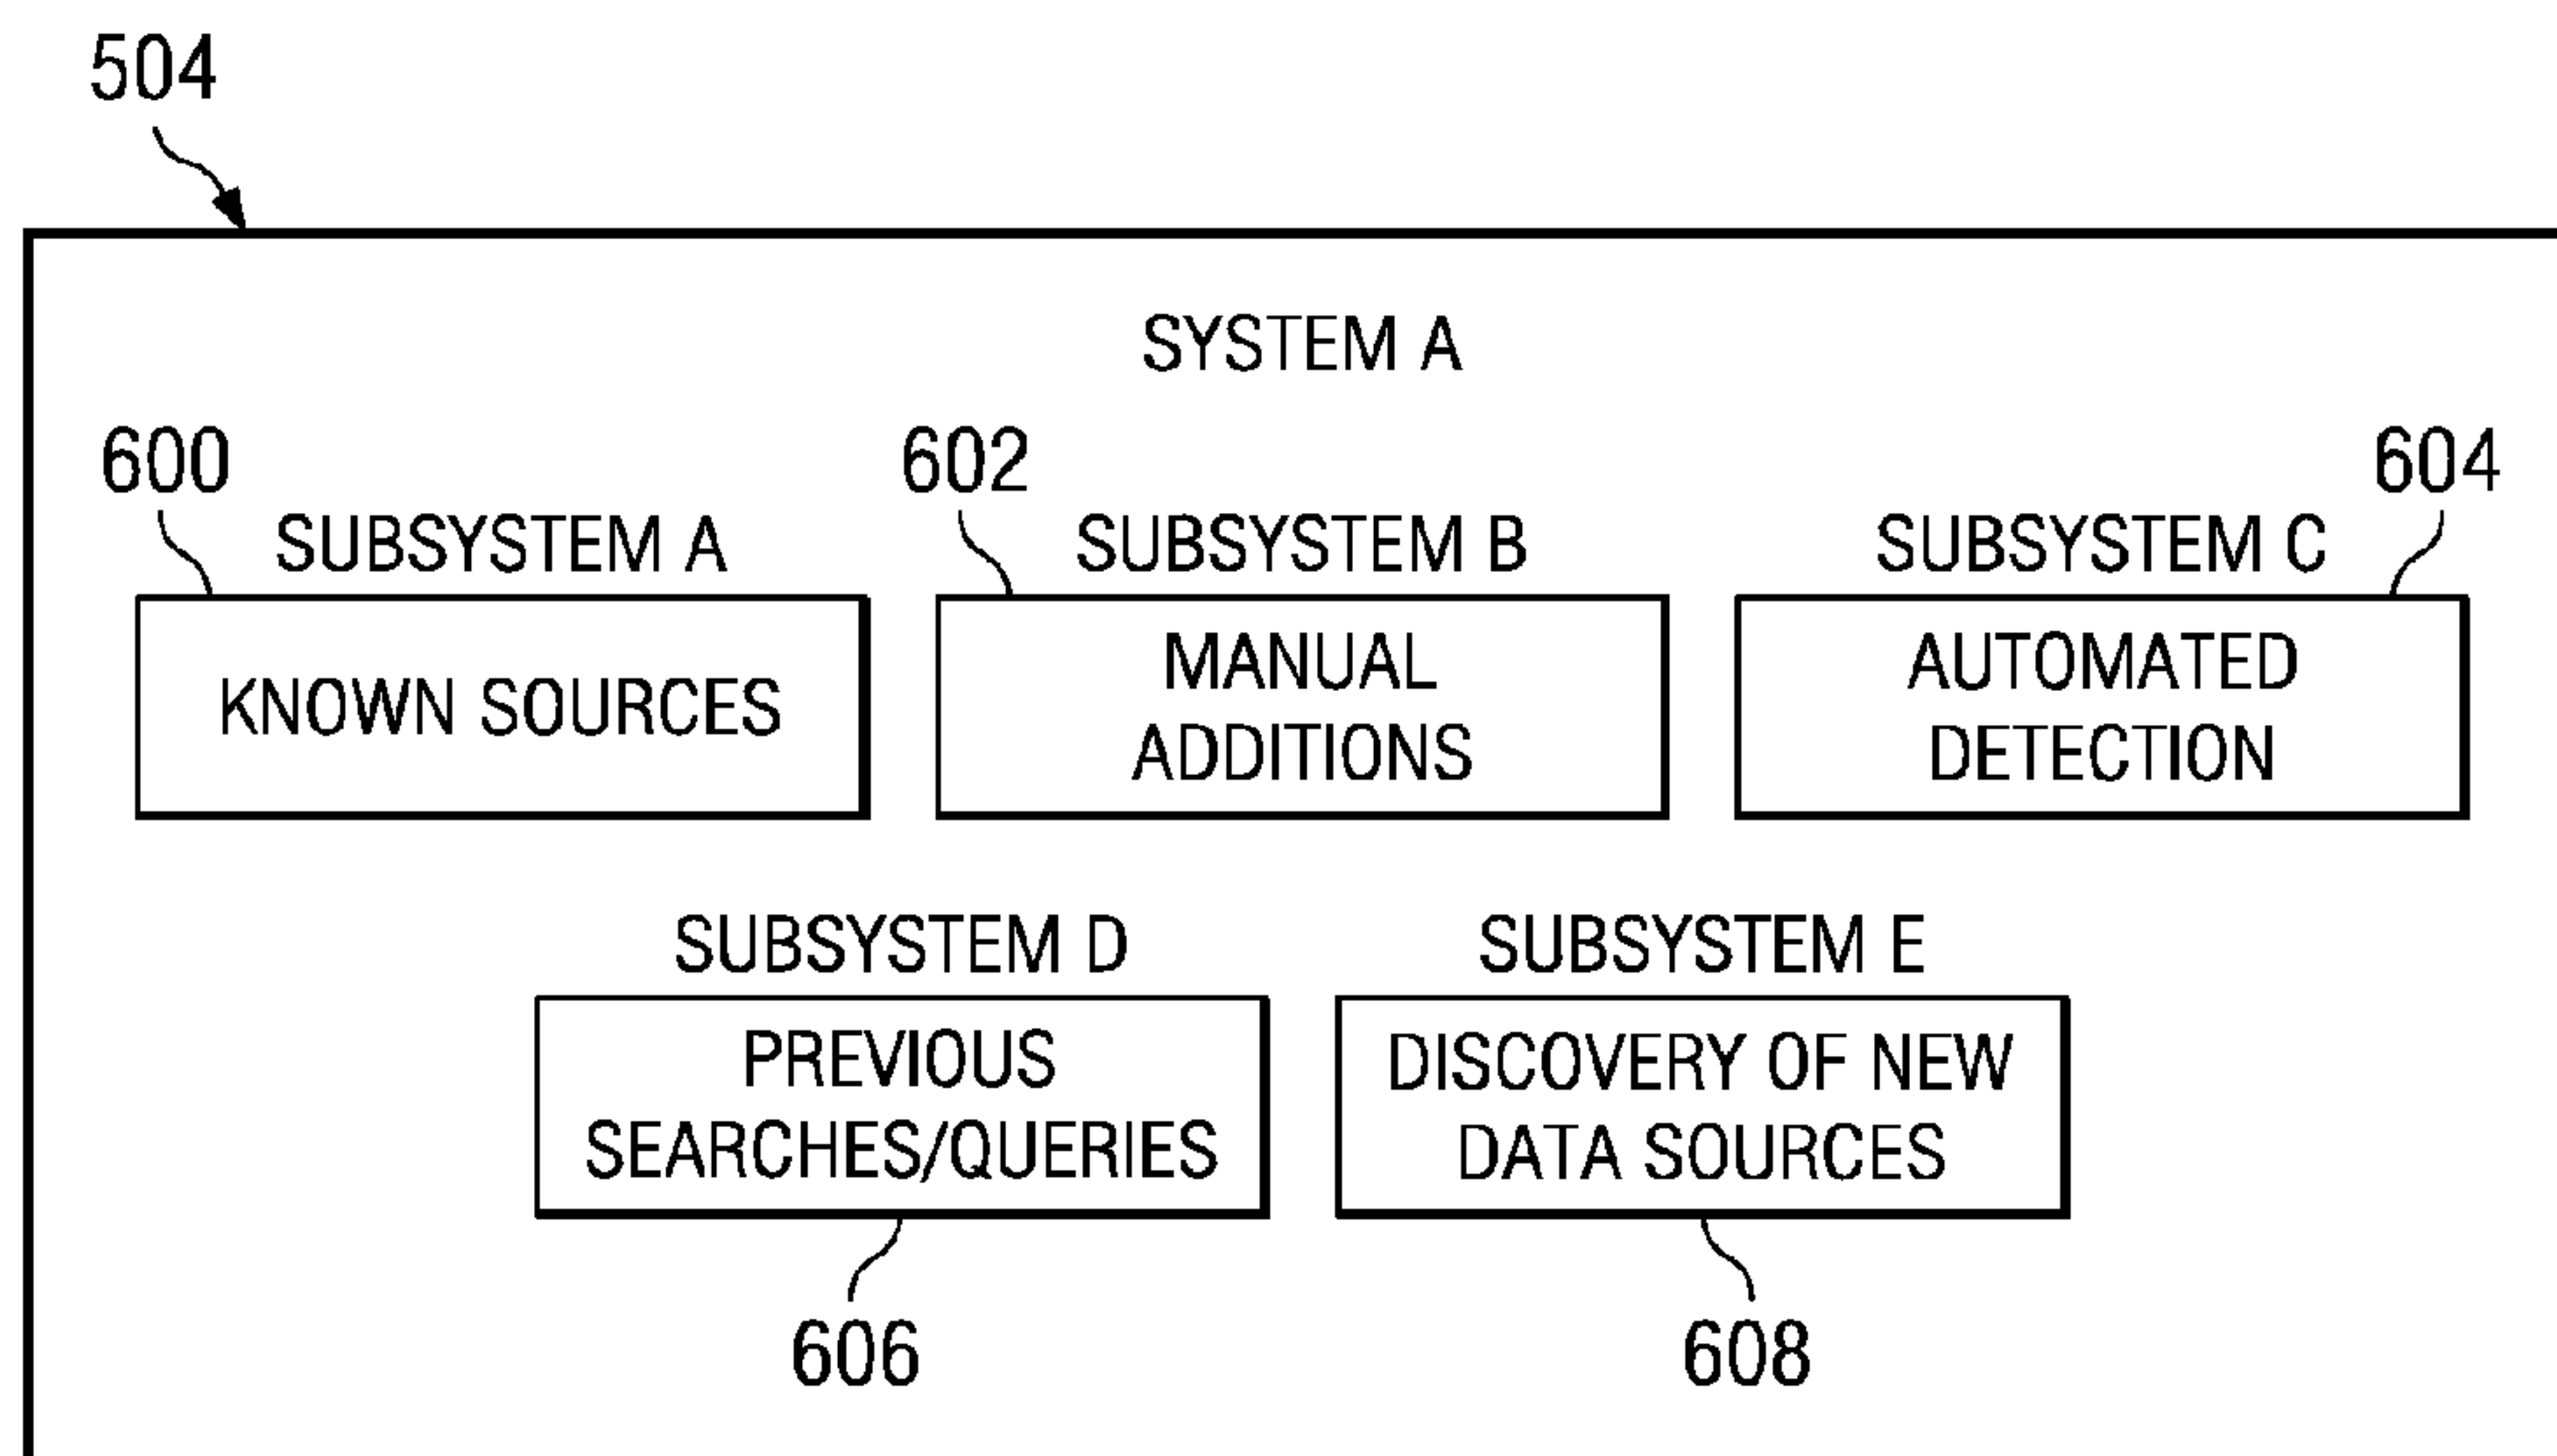 504
SYSTEM A
600
602
604
SUBSYSTEM A
SUBSYSTEM B
SUBSYSTEM C
KNOWN SOURCES
MANUAL
ADDITIONS
AUTOMATED
DETECTION
SUBSYSTEM D
SUBSYSTEM E
PREVIOUS
SEARCHES/QUERIES
DISCOVERY OF NEW
DATA SOURCES
606
608